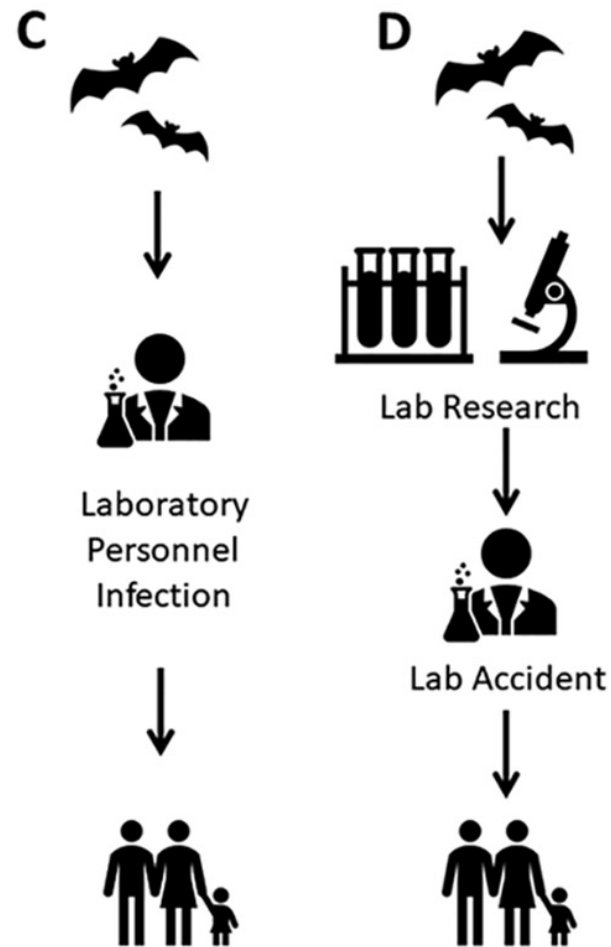 C
Laboratory
Personnel
Infection
D
Lab Research
Lab Accident